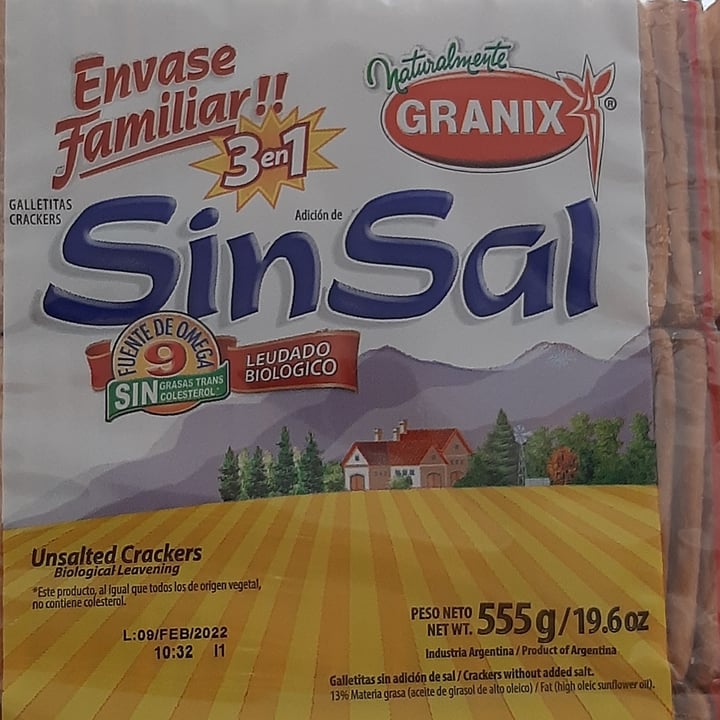 Envase
Familiar!!
3en1
Naturalmente
GRANIX®
GALLETITAS
CRACKERS
Adición de
SinSal
FUENTE DE OMEGA
9
SIN GRASAS TRANS
COLESTEROL*
LEUDADO
BIOLOGICO
Unsalted Crackers
Biological Leavening
*Este producto, al igual que todos los de origen vegetal,
no contiene colesterol.
L:09/FEB/2022
10:32 I1
PESO NETO
NET WT. 555g/19.6oz
Industria Argentina / Product of Argentina
Galletitas sin adición de sal / Crackers without added salt.
13% Materia grasa (aceite de girasol de alto oleico) / Fat (high oleic sunflower oil).